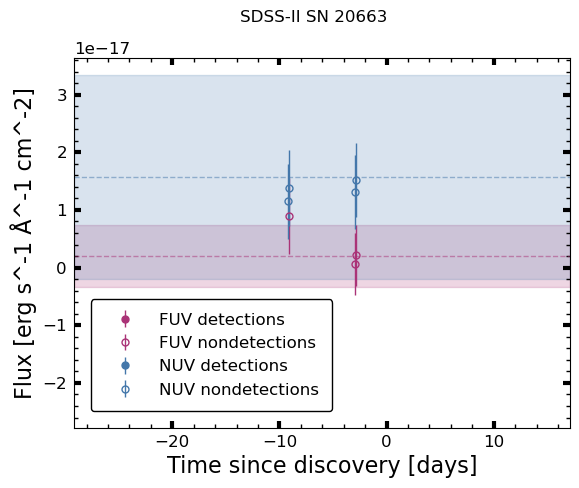 SDSS-II SN 20663
1e−17
Flux [erg s^-1 Å^-1 cm^-2]
3
2
1
0
−1
−2
FUV detections
FUV nondetections
NUV detections
NUV nondetections
−20 −10 0 10
Time since discovery [days]